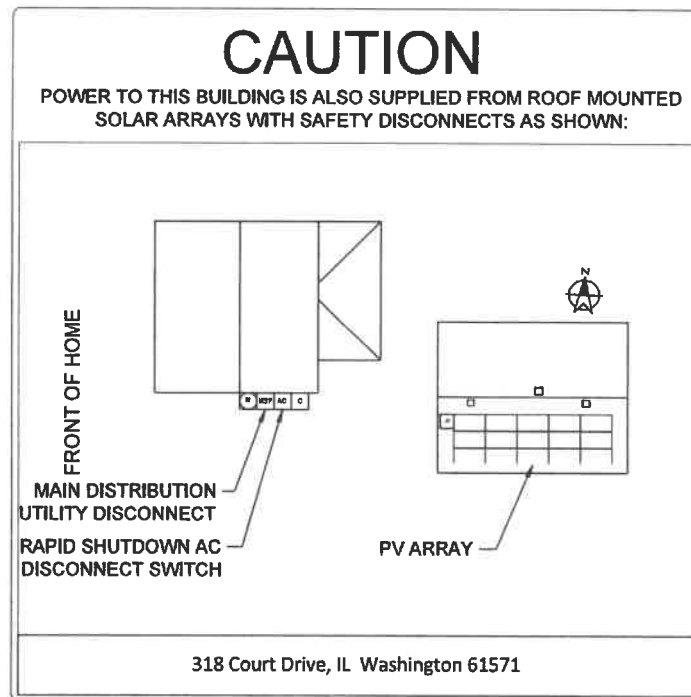 CAUTION
POWER TO THIS BUILDING IS ALSO SUPPLIED FROM ROOF MOUNTED
SOLAR ARRAYS WITH SAFETY DISCONNECTS AS SHOWN:
N
FRONT OF HOME
M MSP AC C
MAIN DISTRIBUTION
UTILITY DISCONNECT
RAPID SHUTDOWN AC
DISCONNECT SWITCH
PV ARRAY
318 Court Drive, IL Washington 61571